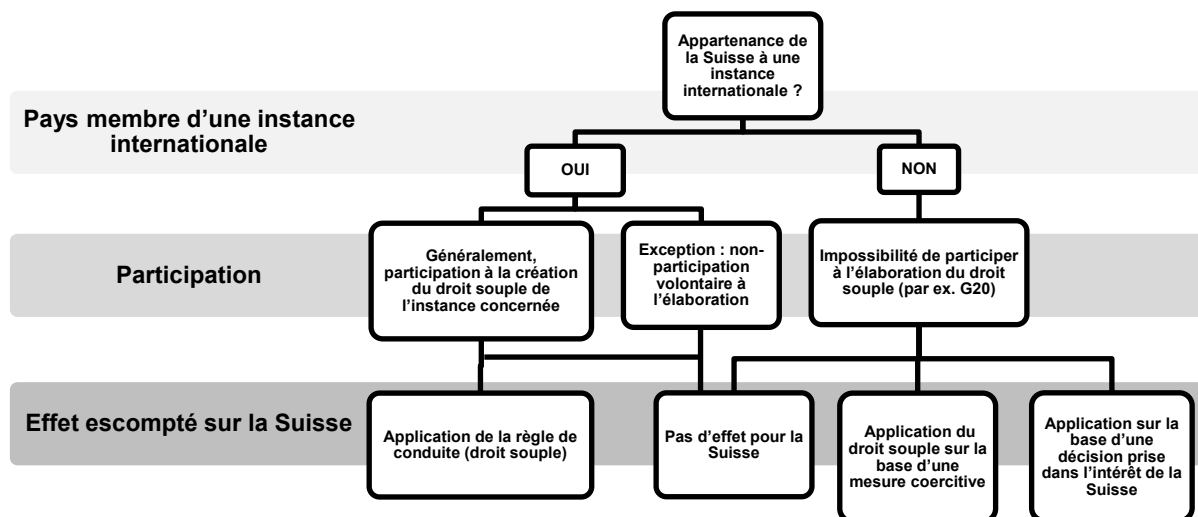 Appartenance de
la Suisse à une
instance
internationale ?
Pays membre d’une instance
internationale
OUI
NON
Participation
Généralement,
participation à la création
du droit souple de
l’instance concernée
Exception : non-
participation
volontaire à
l’élaboration
Impossibilité de participer
à l’élaboration du droit
souple (par ex. G20)
Effet escompté sur la Suisse
Application de la règle de
conduite (droit souple)
Pas d’effet pour la
Suisse
Application du
droit souple sur la
base d’une
mesure coercitive
Application sur la
base d’une
décision prise
dans l’intérêt de la
Suisse